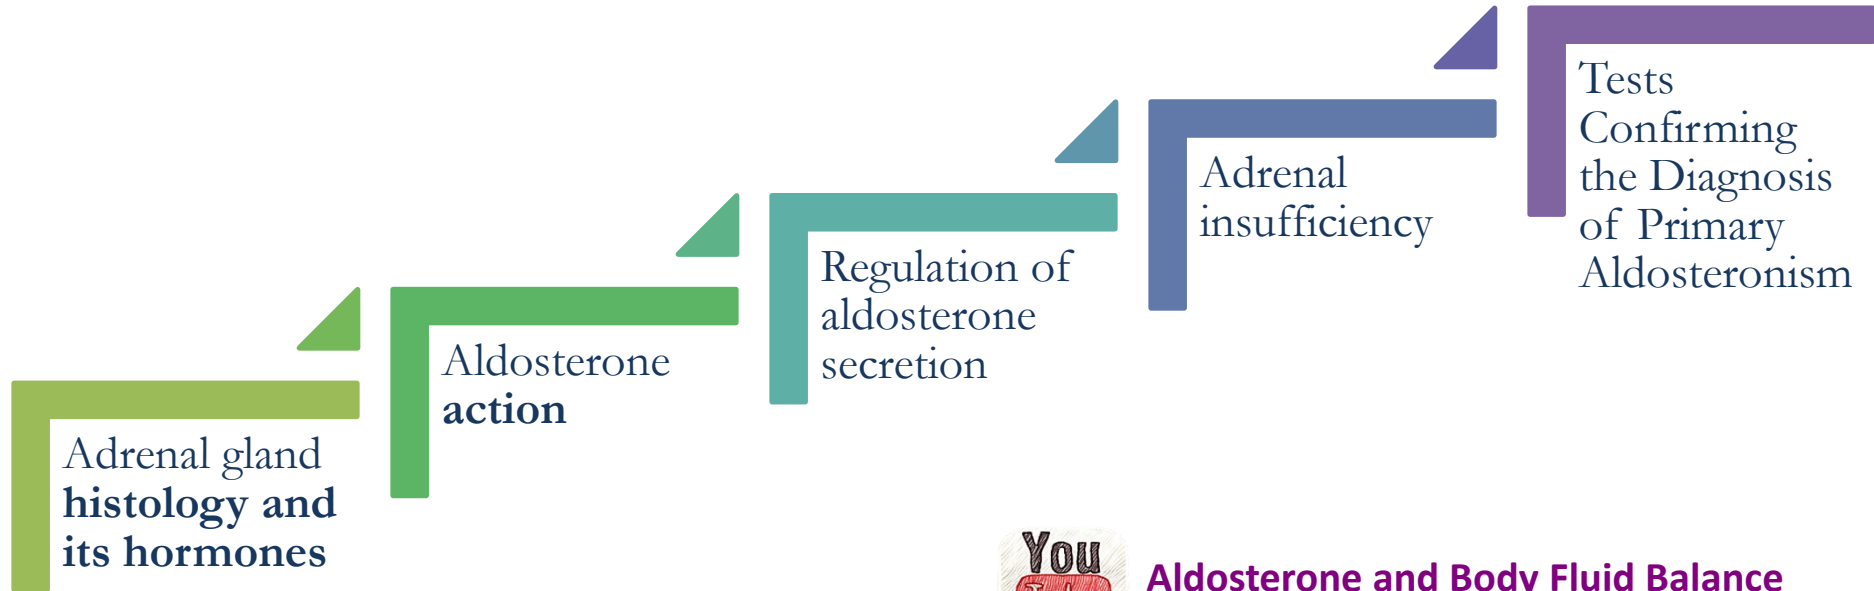 Adrenal gland
histology and
its hormones
Aldosterone
action
Regulation of
aldosterone
secretion
Adrenal
insufficiency
Tests
Confirming
the Diagnosis
of Primary
Aldosteronism
You
Aldosterone and Body Fluid Balance